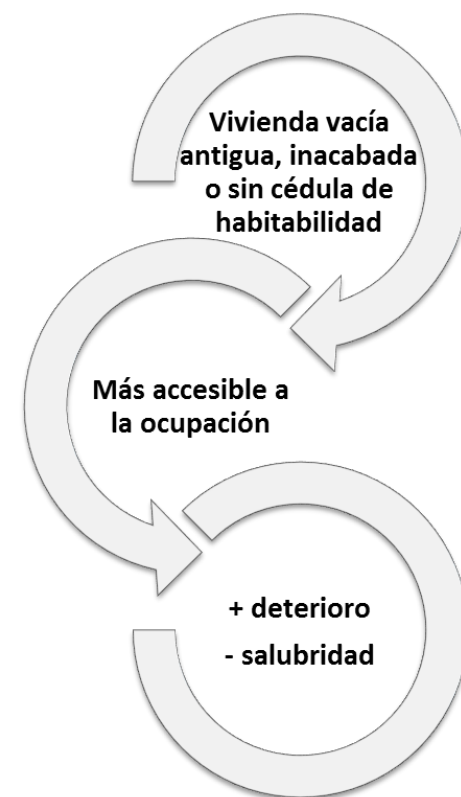 Vivienda vacía
antigua, inacabada
o sin cédula de
habitabilidad
Más accesible a
la ocupación
+ deterioro
- salubridad